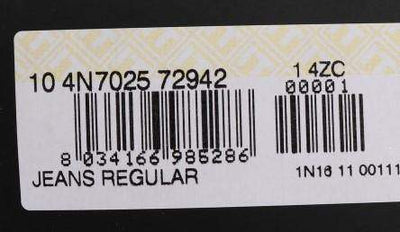 10 4N7025 72942
1 4ZC
00001
8 034166 985286
JEANS REGULAR
1N16 11 00111